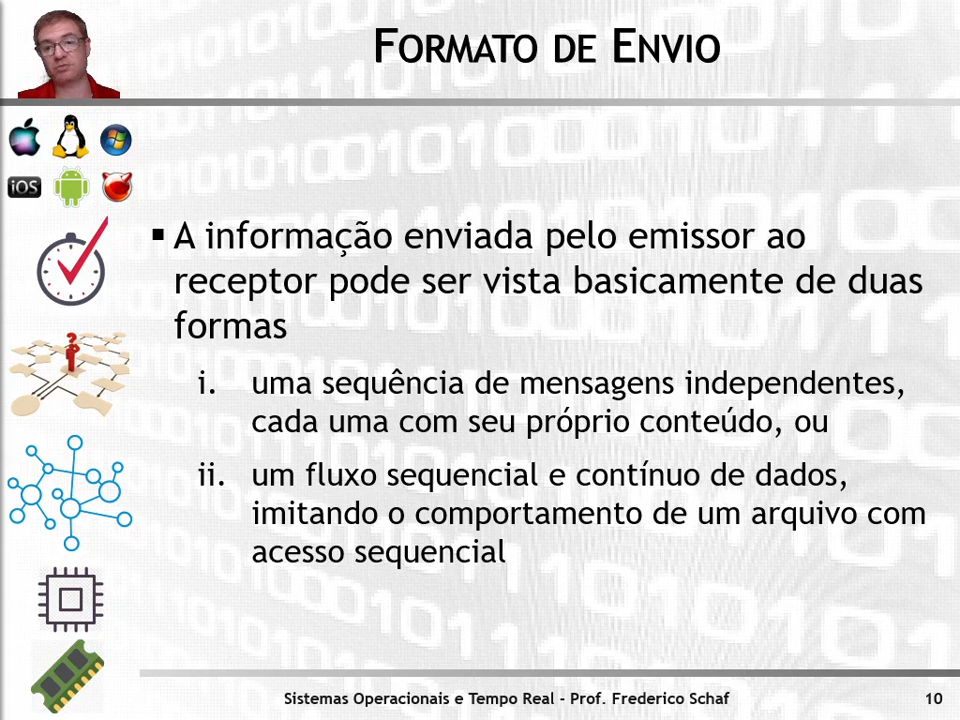 FORMATO DE ENVIO
iOS
▪ A informação enviada pelo emissor ao
receptor pode ser vista basicamente de duas
formas
i. uma sequência de mensagens independentes,
cada uma com seu próprio conteúdo, ou
ii. um fluxo sequencial e contínuo de dados,
imitando o comportamento de um arquivo com
acesso sequencial
Sistemas Operacionais e Tempo Real - Prof. Frederico Schaf 10